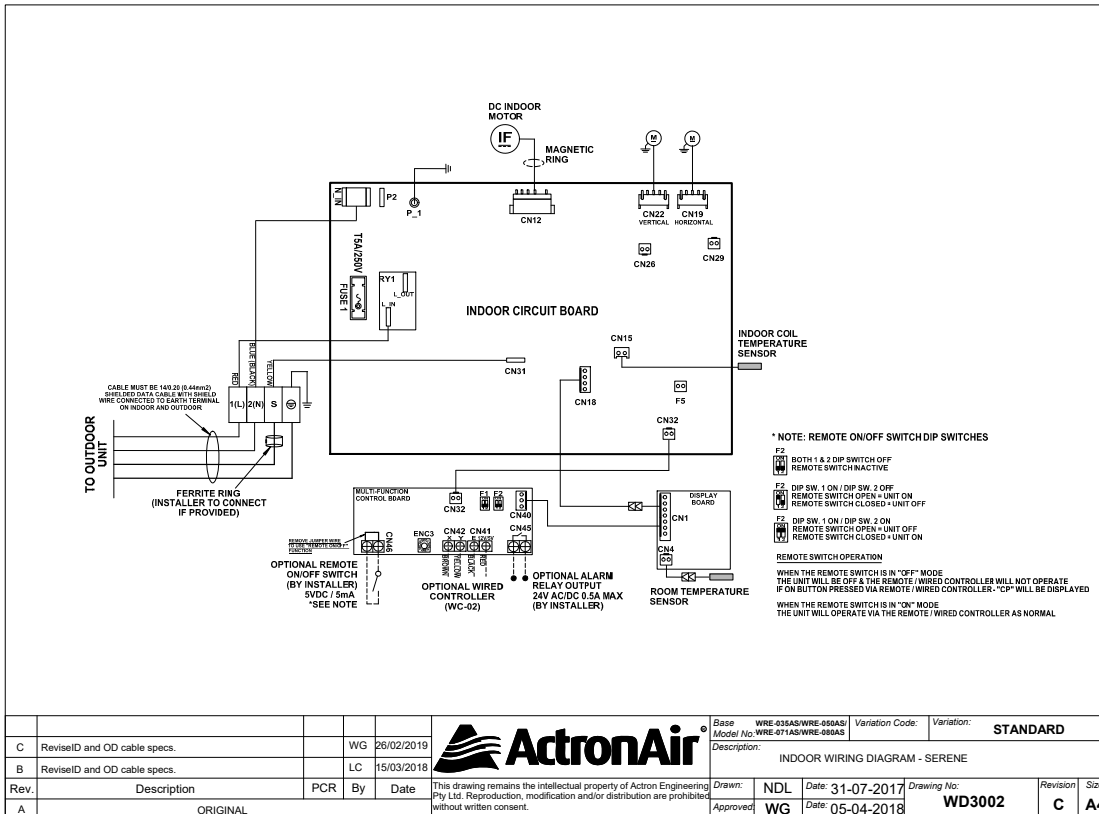 DC INDOOR
MOTOR
IF
MAGNETIC
RING
M
M
N_IN
P2
P_1
CN12
CN22
VERTICAL
CN19
HORIZONTAL
CN26
CN29
T5A/250V
FUSE 1
RY1
L_OUT
L_IN
INDOOR CIRCUIT BOARD
CN15
INDOOR COIL
TEMPERATURE
SENSOR
CN31
CN18
F5
CN32
RED
BLUE (BLACK)
YELLOW
1(L)
2(N)
S
CABLE MUST BE 14/0.20 (0.44mm2)
SHIELDED DATA CABLE WITH SHIELD
WIRE CONNECTED TO EARTH TERMINAL
ON INDOOR AND OUTDOOR
TO OUTDOOR
UNIT
FERRITE RING
(INSTALLER TO CONNECT
IF PROVIDED)
MULTI-FUNCTION
CONTROL BOARD
CN32
F1
F2
CN40
REMOVE JUMPER WIRE
TO USE "REMOTE ON/OFF"
FUNCTION
CN46
ENC3
CN42
X Y
CN41
E 12V/5V
CN45
BROWN
YELLOW
BLACK
RED
OPTIONAL REMOTE
ON/OFF SWITCH
(BY INSTALLER)
5VDC / 5mA
*SEE NOTE
OPTIONAL WIRED
CONTROLLER
(WC-02)
OPTIONAL ALARM
RELAY OUTPUT
24V AC/DC 0.5A MAX
(BY INSTALLER)
DISPLAY
BOARD
CN1
CN4
ROOM TEMPERATURE
SENSOR
* NOTE: REMOTE ON/OFF SWITCH DIP SWITCHES
F2
BOTH 1 & 2 DIP SWITCH OFF
REMOTE SWITCH INACTIVE
F2
DIP SW. 1 ON / DIP SW. 2 OFF
REMOTE SWITCH OPEN = UNIT ON
REMOTE SWITCH CLOSED = UNIT OFF
F2
DIP SW. 1 ON / DIP SW. 2 ON
REMOTE SWITCH OPEN = UNIT OFF
REMOTE SWITCH CLOSED = UNIT ON
REMOTE SWITCH OPERATION
WHEN THE REMOTE SWITCH IS IN "OFF" MODE
THE UNIT WILL BE OFF & THE REMOTE / WIRED CONTROLLER WILL NOT OPERATE
IF ON BUTTON PRESSED VIA REMOTE / WIRED CONTROLLER - "CP" WILL BE DISPLAYED
WHEN THE REMOTE SWITCH IS IN "ON" MODE
THE UNIT WILL OPERATE VIA THE REMOTE / WIRED CONTROLLER AS NORMAL
C ReviseID and OD cable specs. WG 26/02/2019
B ReviseID and OD cable specs. LC 15/03/2018
Rev. Description PCR By Date
A ORIGINAL
ActronAir®
This drawing remains the intellectual property of Actron Engineering
Pty Ltd. Reproduction, modification and/or distribution are prohibited
without written consent.
Base Model No: WRE-035AS/WRE-050AS/
WRE-071AS/WRE-080AS
Variation Code:
Variation: STANDARD
Description:
INDOOR WIRING DIAGRAM - SERENE
Drawn: NDL Date: 31-07-2017
Approved: WG Date: 05-04-2018
Drawing No: WD3002
Revision C
Size A4